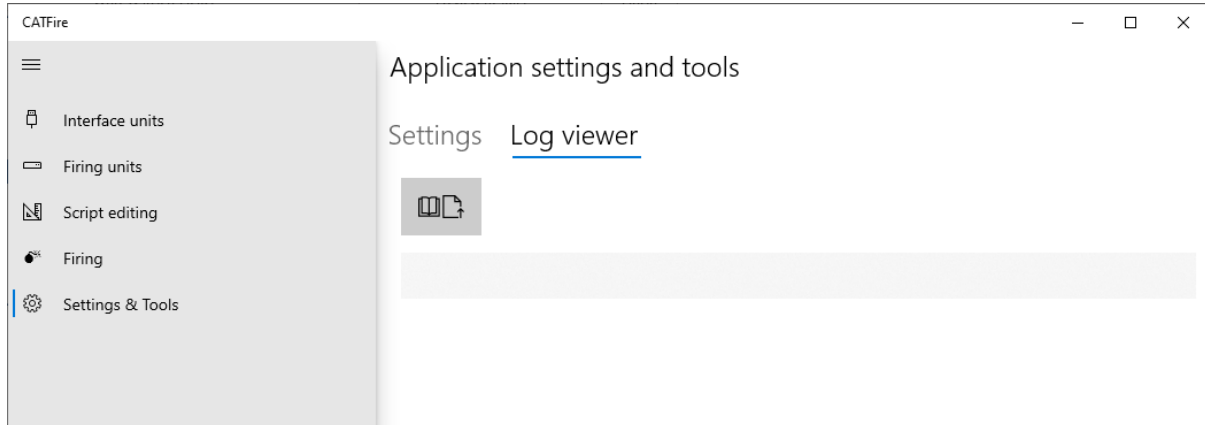 CATFire
Interface units
Firing units
Script editing
Firing
Settings & Tools
Application settings and tools
Settings Log viewer